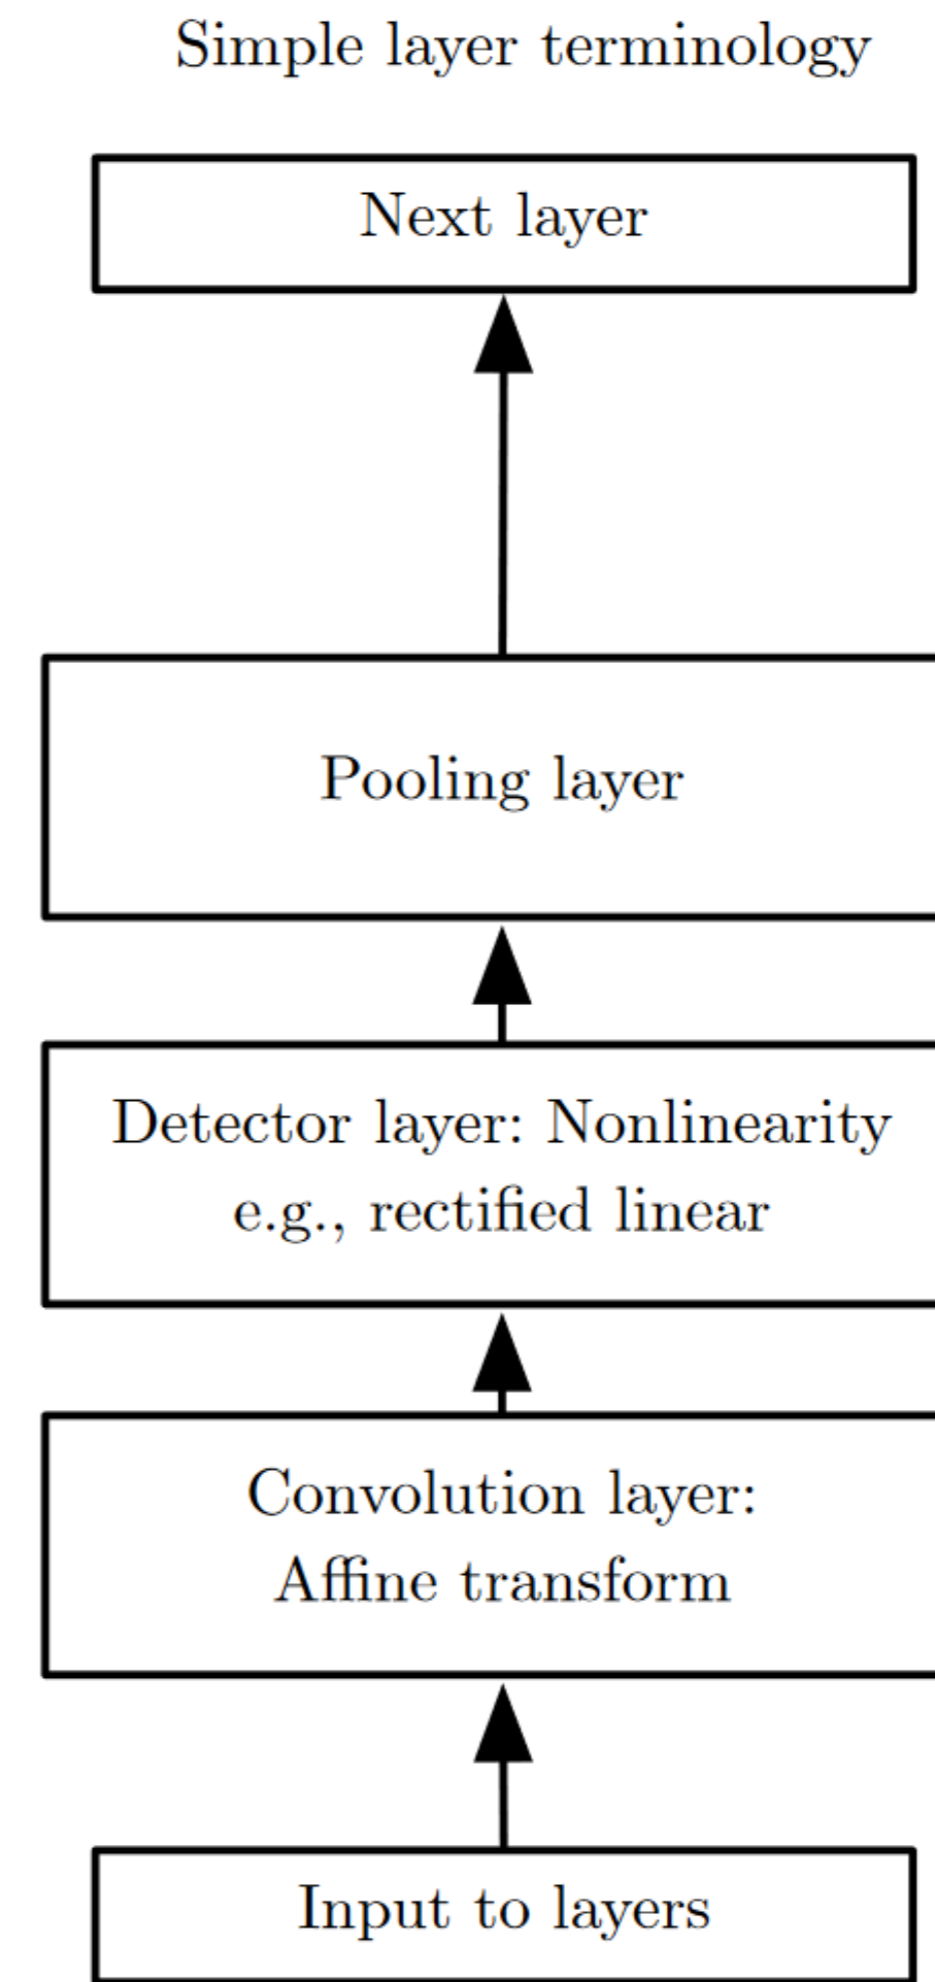 Simple layer terminology
Next layer
Pooling layer
Detector layer: Nonlinearity
e.g., rectified linear
Convolution layer:
Affine transform
Input to layers